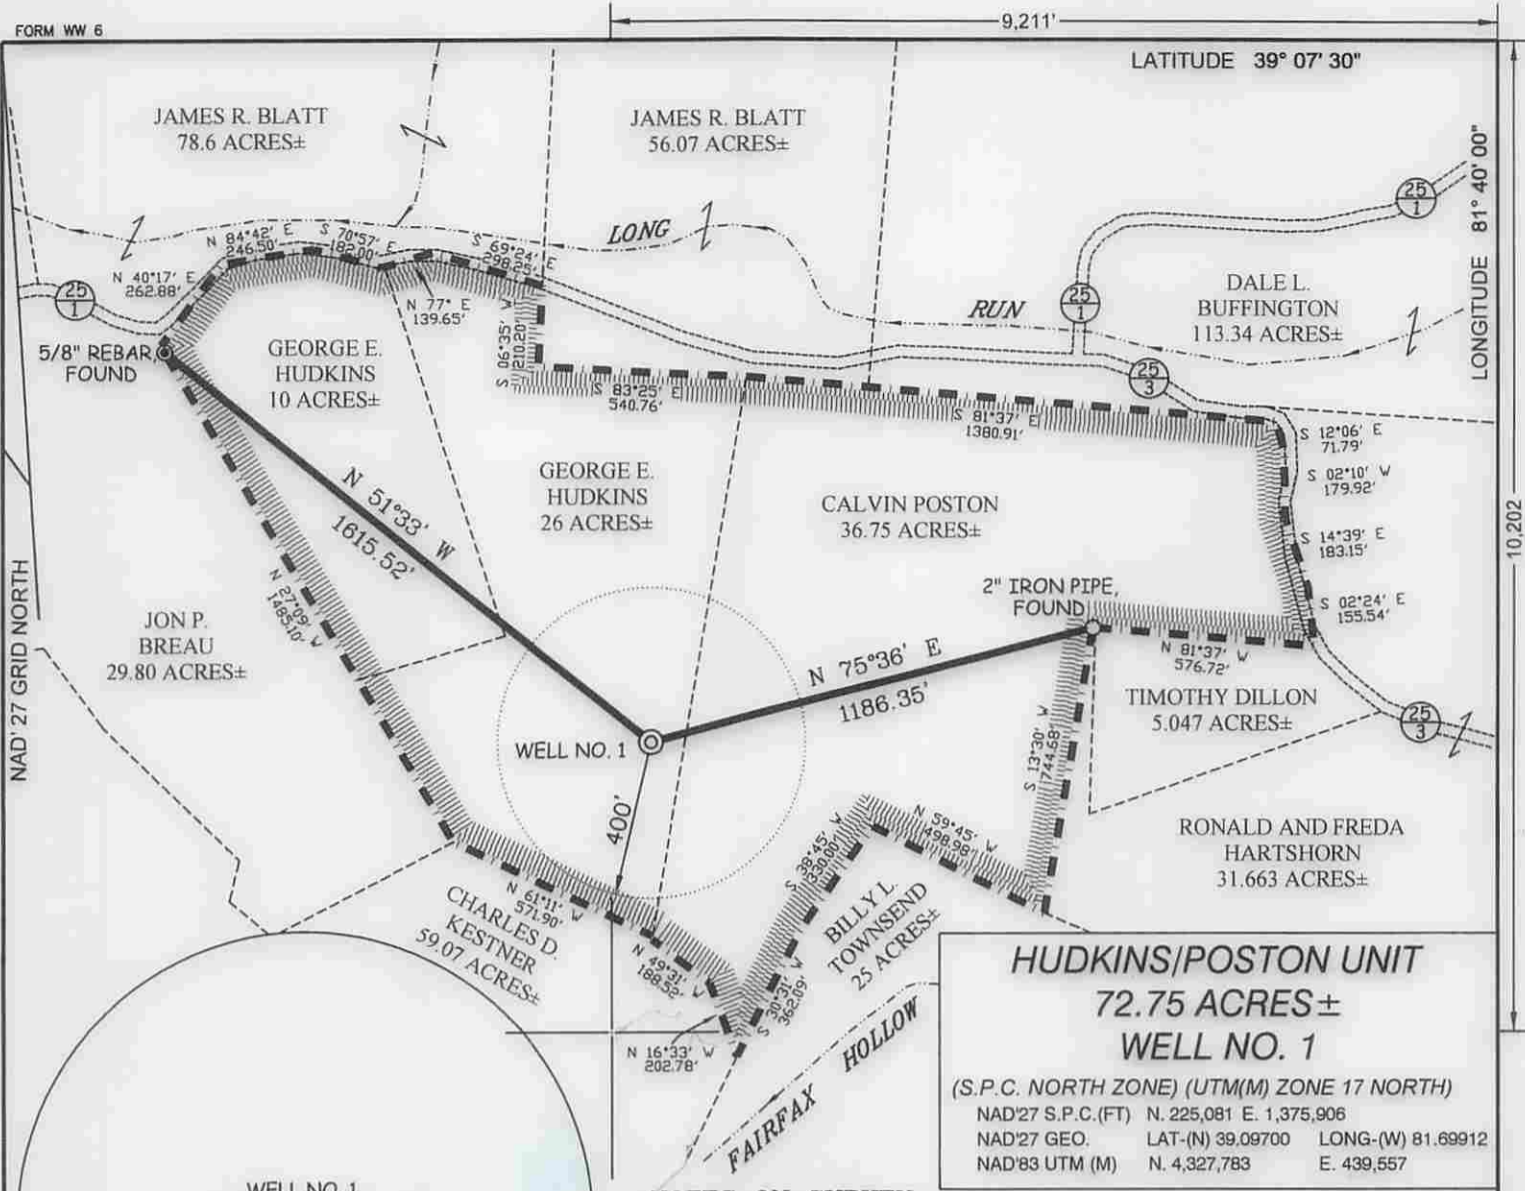 FORM WW 6
9,211'
LATITUDE 39° 07' 30"
JAMES R. BLATT
78.6 ACRES±
JAMES R. BLATT
56.07 ACRES±
LONGITUDE 81° 40' 00"
25
1
LONG
N 84°42' E
246.50'
S 70°57' E
182.00'
S 69°24' E
298.25'
N 40°17' E
262.88'
25
1
N 77° E
139.65'
RUN
25
1
DALE L.
BUFFINGTON
113.34 ACRES±
5/8" REBAR,
FOUND
GEORGE E.
HUDKINS
10 ACRES±
S 06°35' W
210.20'
S 83°25' E
540.76'
25
3
S 81°37' E
1380.91'
S 12°06' E
71.79'
S 02°10' W
179.92'
S 14°39' E
183.15'
S 02°24' E
155.54'
10,202
N 51°33' W
1615.52'
GEORGE E.
HUDKINS
26 ACRES±
CALVIN POSTON
36.75 ACRES±
2" IRON PIPE,
FOUND
NAD'27 GRID NORTH
JON P.
BREAU
29.80 ACRES±
N 27°09' W
1485.10'
N 75°36' E
1186.35'
N 81°37' W
576.72'
TIMOTHY DILLON
5.047 ACRES±
25
3
WELL NO. 1
400'
S 13°30' W
744.68'
RONALD AND FREDA
HARTSHORN
31.663 ACRES±
N 59°45' W
498.98'
S 38°45' W
330.00'
BILLY L.
TOWNSEND
25 ACRES±
N 61°11' W
571.90'
CHARLES D.
KESTNER
59.07 ACRES±
N 49°31' W
188.52'
S 30°31' W
362.09'
N 16°33' W
202.78'
FAIRFAX HOLLOW
HUDKINS/POSTON UNIT
72.75 ACRES±
WELL NO. 1
(S.P.C. NORTH ZONE) (UTM(M) ZONE 17 NORTH)
NAD'27 S.P.C.(FT) N. 225,081 E. 1,375,906
NAD'27 GEO. LAT-(N) 39.09700 LONG-(W) 81.69912
NAD'83 UTM (M) N. 4,327,783 E. 439,557
WELL NO. 1